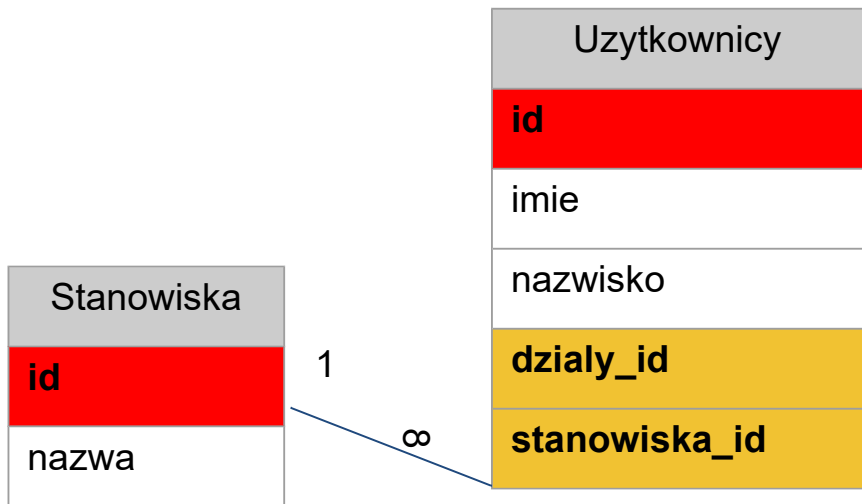 Uzytkownicy
id
imie
nazwisko
dzialy_id
stanowiska_id
Stanowiska
id
nazwa
1
∞